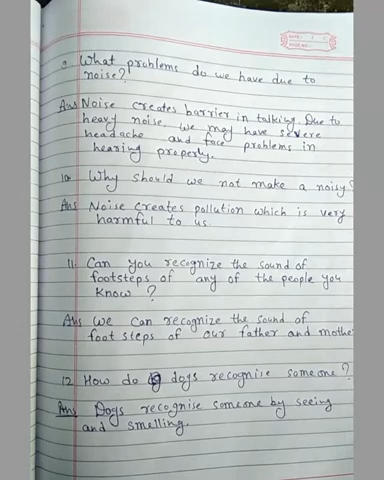 9 What problems do we have due to
noise?
Ans Noise creates barrier in talking. Due to
heavy noise. We may have severe
headache and face problems in
hearing properly.
10. Why should we not make a noisy?
Ans Noise creates pollution which is very
harmful to us.
11. Can you recognize the sound of
footsteps of any of the people you
know ?
Ans We can recognize the sound of
foot steps of our father and mothe
12 How do dogs recognise someone?
Ans Dogs recognise someone by seeing
and smelling.